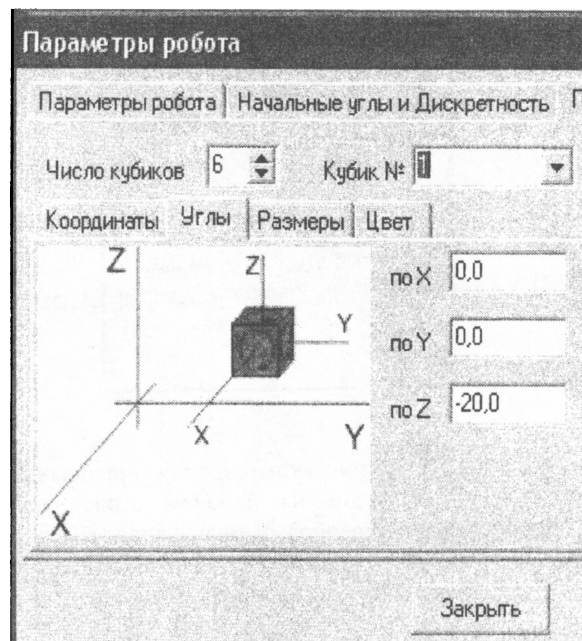 Параметры робота
Параметры робота Начальные углы и Дискретность
Число кубиков 6 Кубик № 1
Координаты Углы Размеры Цвет
Z Z по X 0,0
Y по Y 0,0
X Y по Z -20,0
X
Закрыть